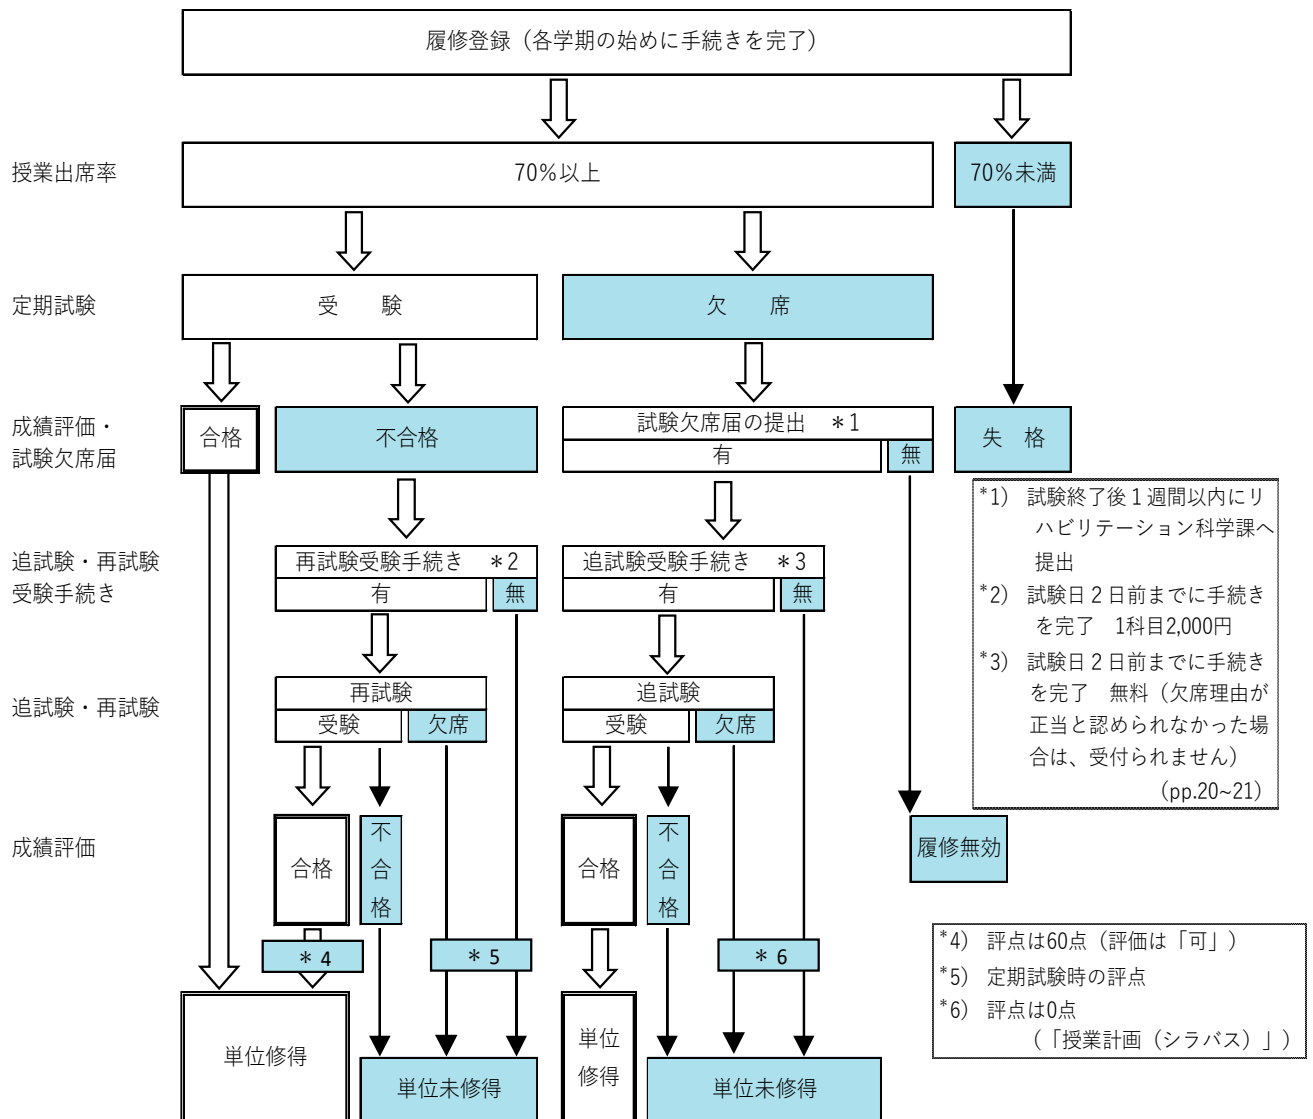 履修登録（各学期の始めに手続きを完了）
授業出席率
70％以上
70％未満
定期試験
受　　験
欠　　席
成績評価・
試験欠席届
合格
不合格
試験欠席届の提出　＊1
有
無
失　格
*1)　試験終了後１週間以内にリ
ハビリテーション科学課へ
提出
*2)　試験日２日前までに手続き
を完了　1科目2,000円
*3)　試験日２日前までに手続き
を完了　無料（欠席理由が
正当と認められなかった場
合は、受付られません）
(pp.20~21)
追試験・再試験
受験手続き
再試験受験手続き　＊2
有
無
追試験受験手続き　＊3
有
無
追試験・再試験
再試験
受験
欠席
追試験
受験
欠席
成績評価
合格
不
合
格
合格
不
合
格
履修無効
＊4
＊5
＊6
*4)　評点は60点（評価は「可」）
*5)　定期試験時の評点
*6)　評点は0点
（「授業計画（シラバス）」）
単位修得
単位未修得
単位
修得
単位未修得